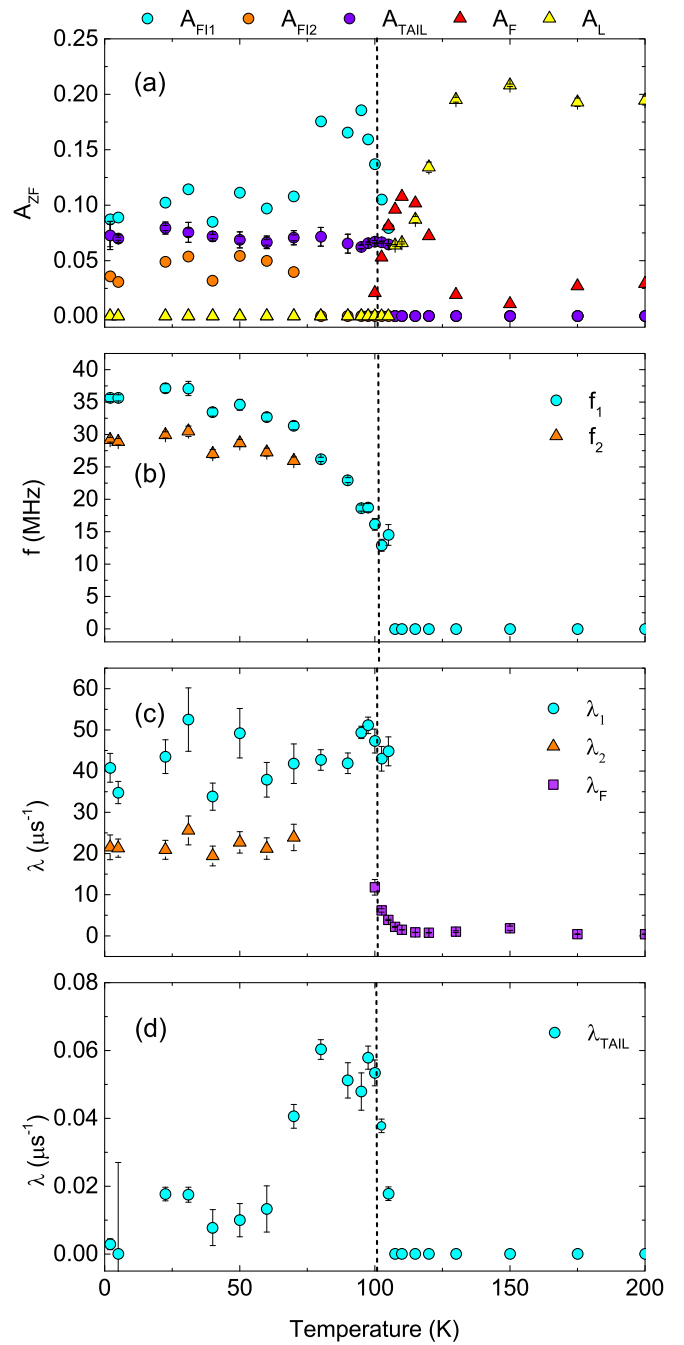 A_FI1 A_FI2 A_TAIL A_F A_L
0.25
(a)
0.20
0.15
A_ZF
0.10
0.05
0.00
40
35
f_1
30
f_2
25
(b)
20
f (MHz)
15
10
5
0
60
(c)
λ_1
50
λ_2
40
λ_F
30
λ (μs⁻¹)
20
10
0
0.08
(d)
λ_TAIL
0.06
0.04
λ (μs⁻¹)
0.02
0.00
0 50 100 150 200
Temperature (K)